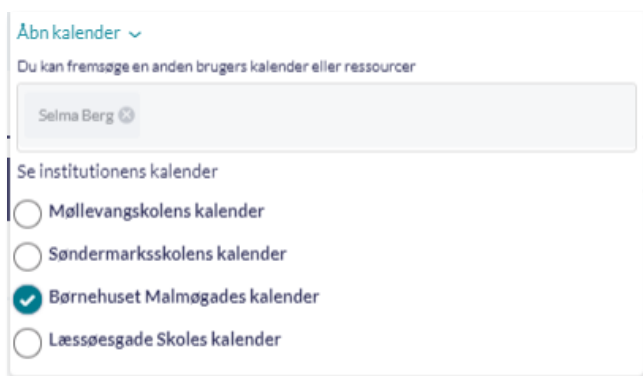 Åbn kalender
Du kan fremsøge en anden brugers kalender eller ressourcer
Selma Berg
Se institutionens kalender
Møllevangskolens kalender
Søndermarksskolens kalender
Børnehuset Malmøgades kalender
Læssøesgade Skoles kalender